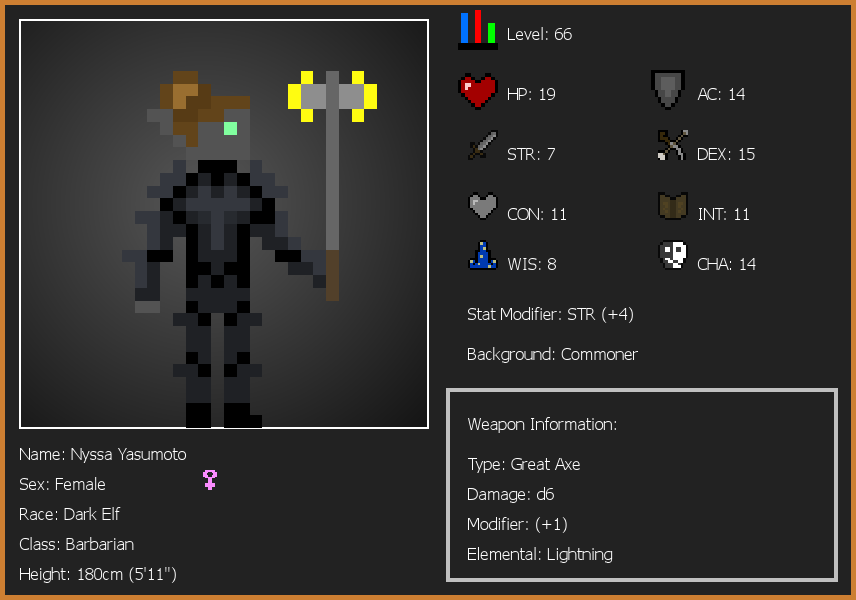 Level: 66
HP: 19
AC: 14
STR: 7
DEX: 15
CON: 11
INT: 11
WIS: 8
CHA: 14
Stat Modifier: STR (+4)
Background: Commoner
Name: Nyssa Yasumoto
Sex: Female
Race: Dark Elf
Class: Barbarian
Height: 180cm (5'11")
Weapon Information:
Type: Great Axe
Damage: d6
Modifier: (+1)
Elemental: Lightning